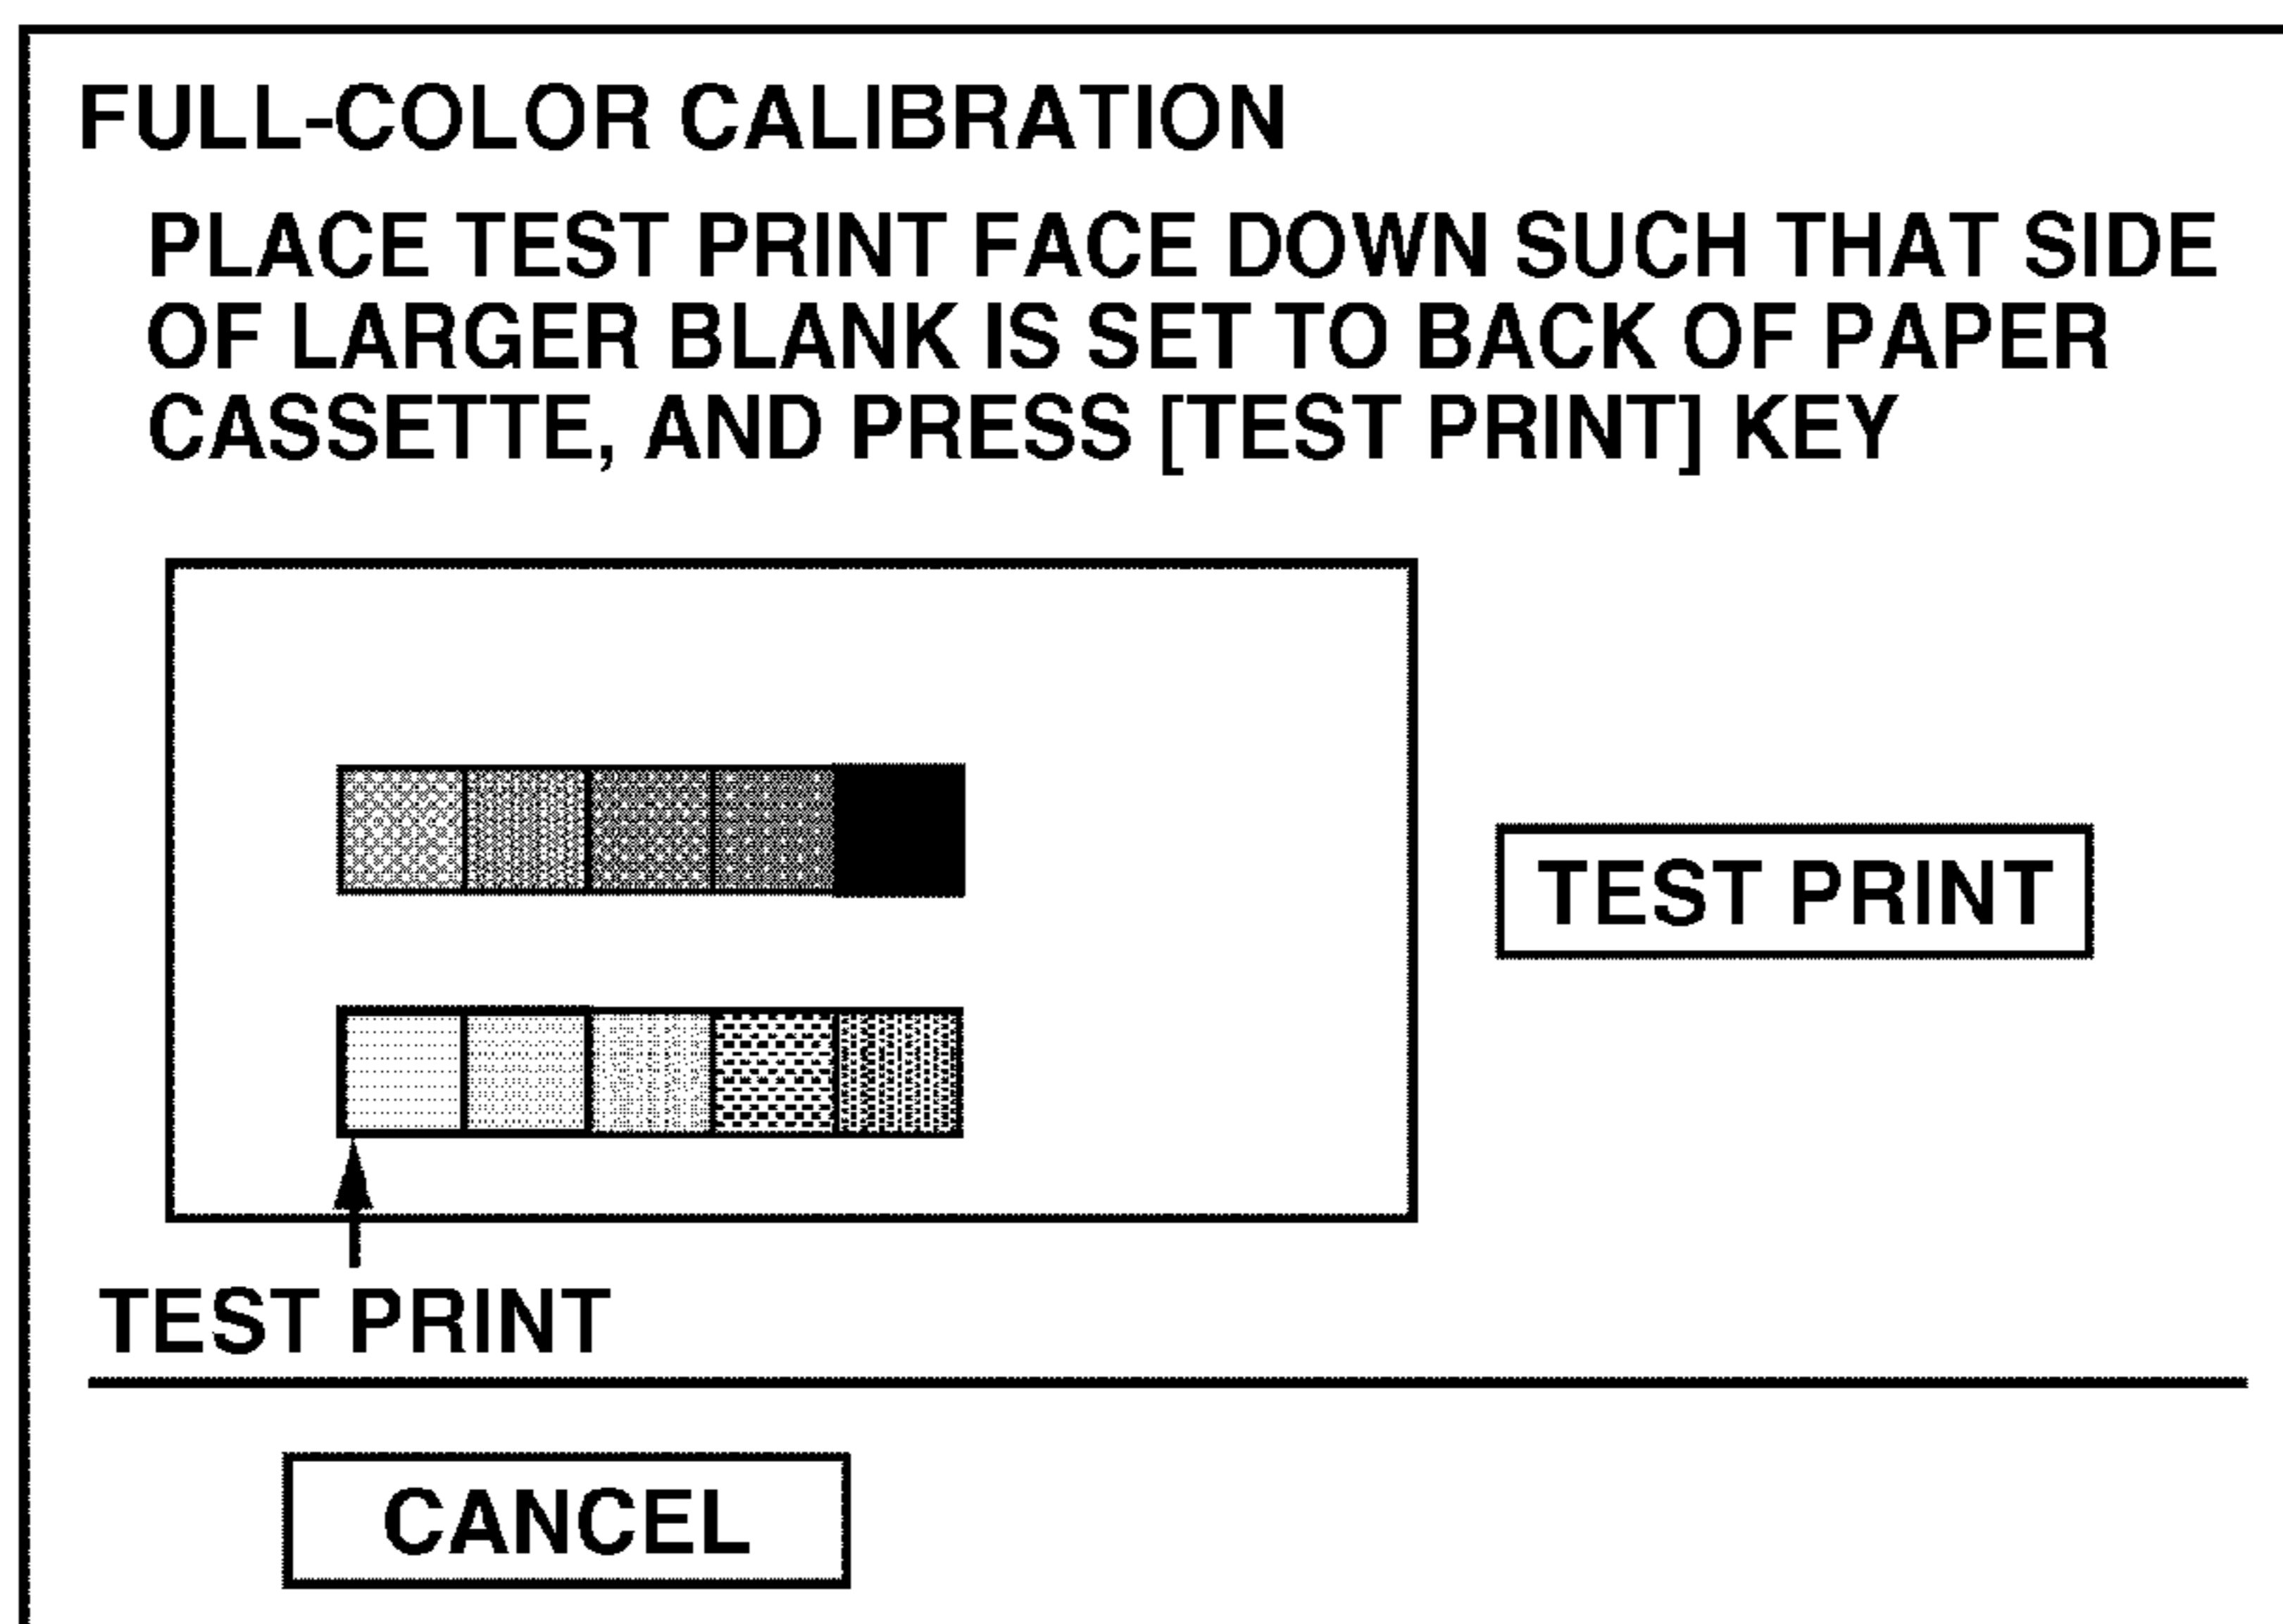 FULL-COLOR CALIBRATION
PLACE TEST PRINT FACE DOWN SUCH THAT SIDE
OF LARGER BLANK IS SET TO BACK OF PAPER
CASSETTE, AND PRESS [TEST PRINT] KEY
TEST PRINT
TEST PRINT
CANCEL